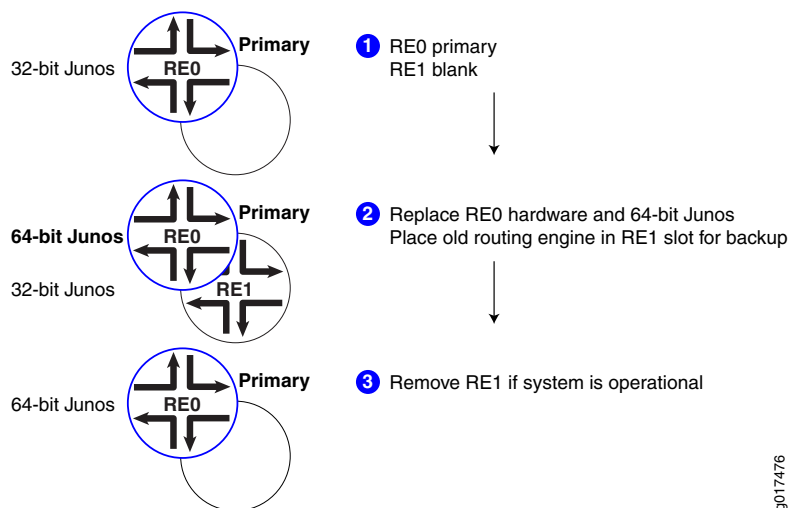 32-bit Junos
RE0
Primary
1 RE0 primary
RE1 blank
64-bit Junos
RE0
Primary
32-bit Junos
RE1
2 Replace RE0 hardware and 64-bit Junos
Place old routing engine in RE1 slot for backup
64-bit Junos
RE0
Primary
3 Remove RE1 if system is operational
g017476